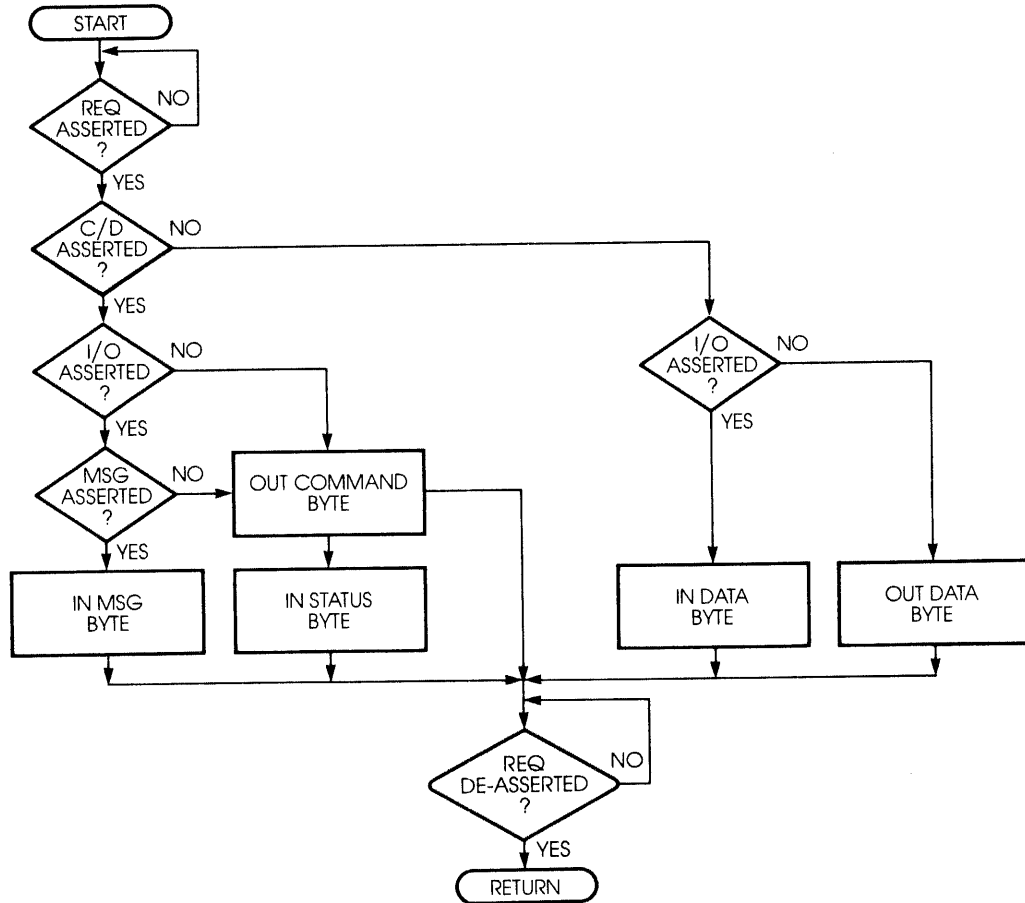 START
REQ
ASSERTED
?
NO
YES
C/D
ASSERTED
?
NO
YES
I/O
ASSERTED
?
NO
YES
I/O
ASSERTED
?
NO
YES
MSG
ASSERTED
?
NO
YES
OUT COMMAND
BYTE
IN MSG
BYTE
IN STATUS
BYTE
IN DATA
BYTE
OUT DATA
BYTE
REQ
DE-ASSERTED
?
NO
YES
RETURN